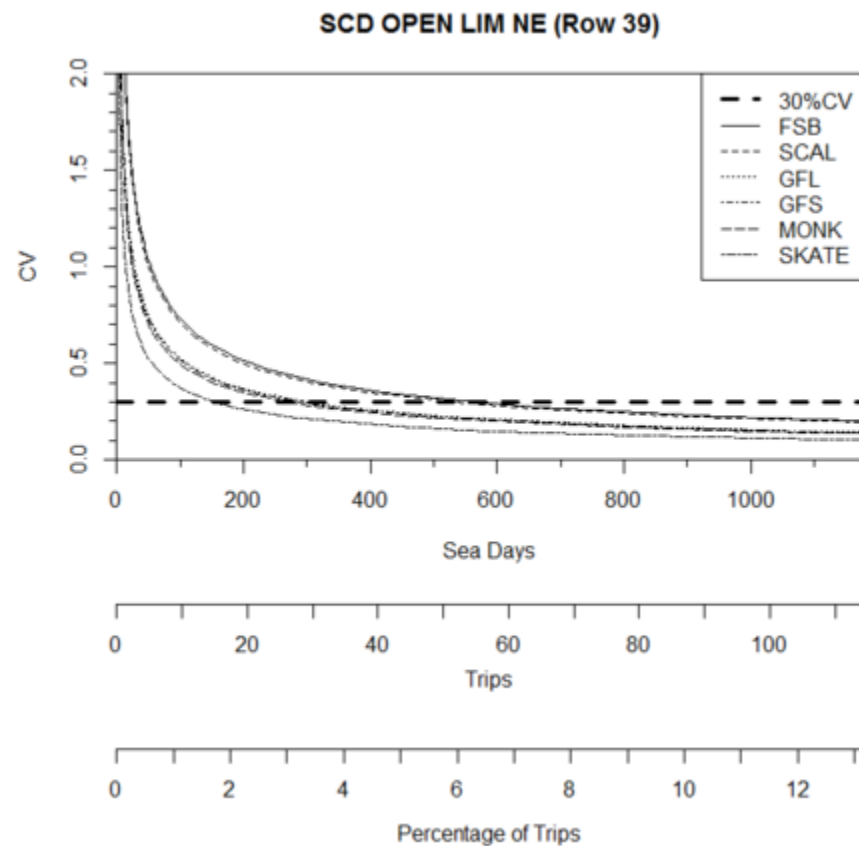 SCD OPEN LIM NE (Row 39)
2.0
1.5
1.0
0.5
0.0
CV
30%CV
FSB
SCAL
GFL
GFS
MONK
SKATE
0 200 400 600 800 1000
Sea Days
0 20 40 60 80 100
Trips
0 2 4 6 8 10 12
Percentage of Trips